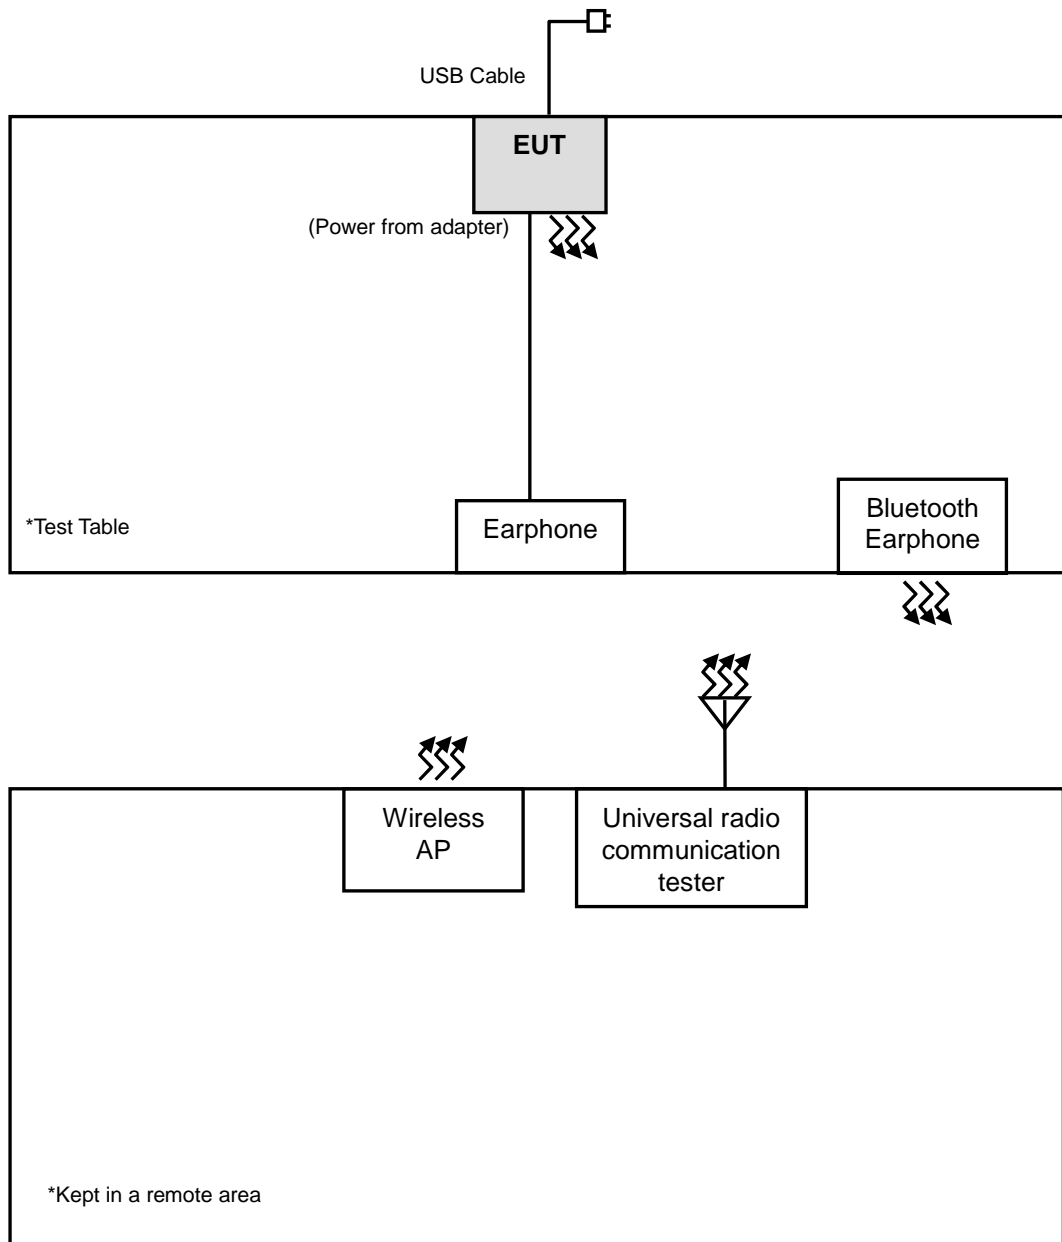 USB Cable
EUT
(Power from adapter)
*Test Table
Earphone
Bluetooth
Earphone
Wireless
AP
Universal radio
communication
tester
*Kept in a remote area